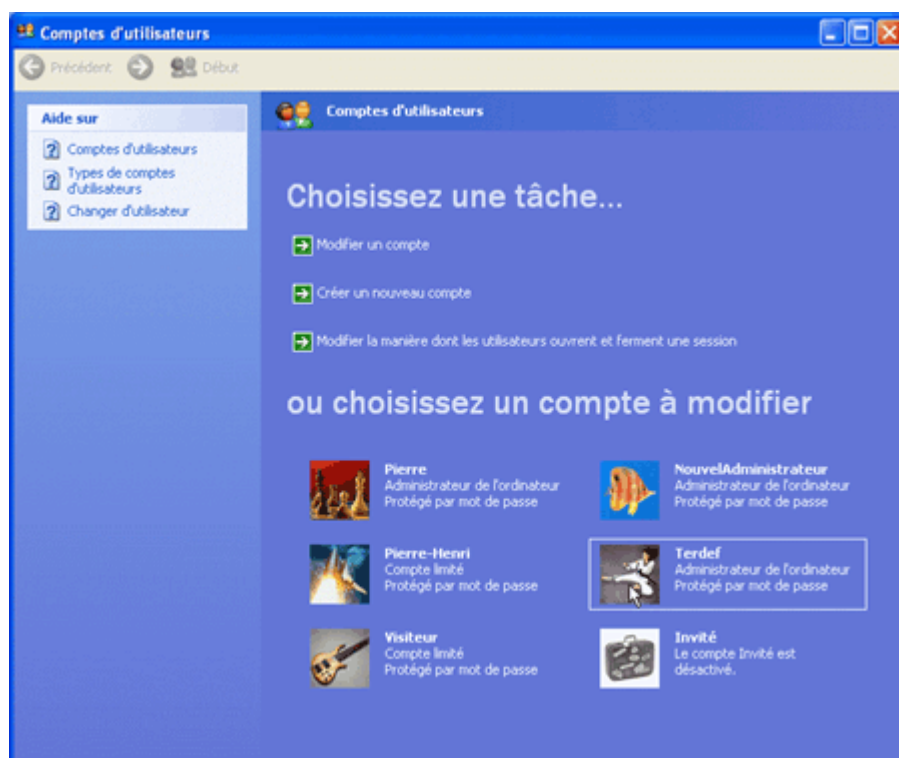 Comptes d'utilisateurs
Précédent
Début
Aide sur
Comptes d'utilisateurs
Types de comptes
d'utilisateurs
Changer d'utilisateur
Comptes d'utilisateurs
Choisissez une tâche...
Modifier un compte
Créer un nouveau compte
Modifier la manière dont les utilisateurs ouvrent et ferment une session
ou choisissez un compte à modifier
Pierre
Administrateur de l'ordinateur
Protégé par mot de passe
NouvelAdministrateur
Administrateur de l'ordinateur
Protégé par mot de passe
Pierre-Henri
Compte limité
Protégé par mot de passe
Terdef
Administrateur de l'ordinateur
Protégé par mot de passe
Visiteur
Compte limité
Protégé par mot de passe
Invité
Le compte Invité est
désactivé.